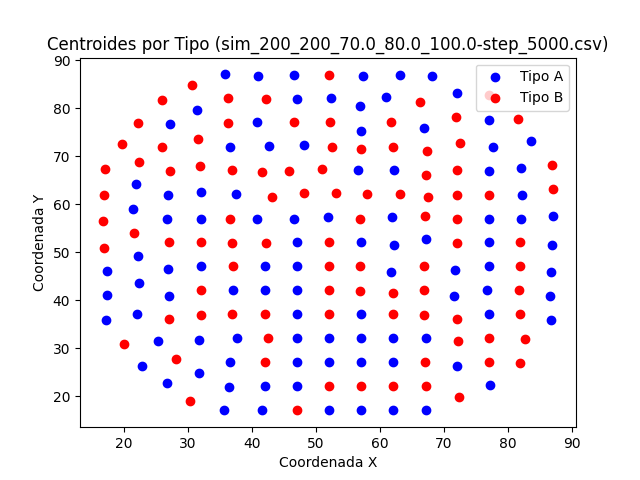 Centroides por Tipo (sim_200_200_70.0_80.0_100.0-step_5000.csv)
90
80
70
60
50
40
30
20
Coordenada Y
Tipo A
Tipo B
20 30 40 50 60 70 80 90
Coordenada X